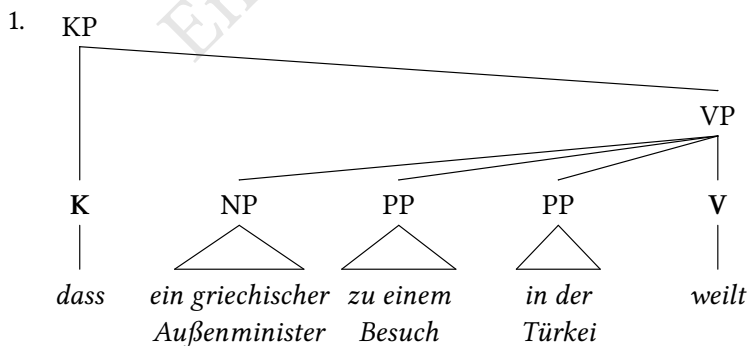 1. KP
VP
K NP PP PP V
dass ein griechischer zu einem in der weilt
Außenminister Besuch Türkei